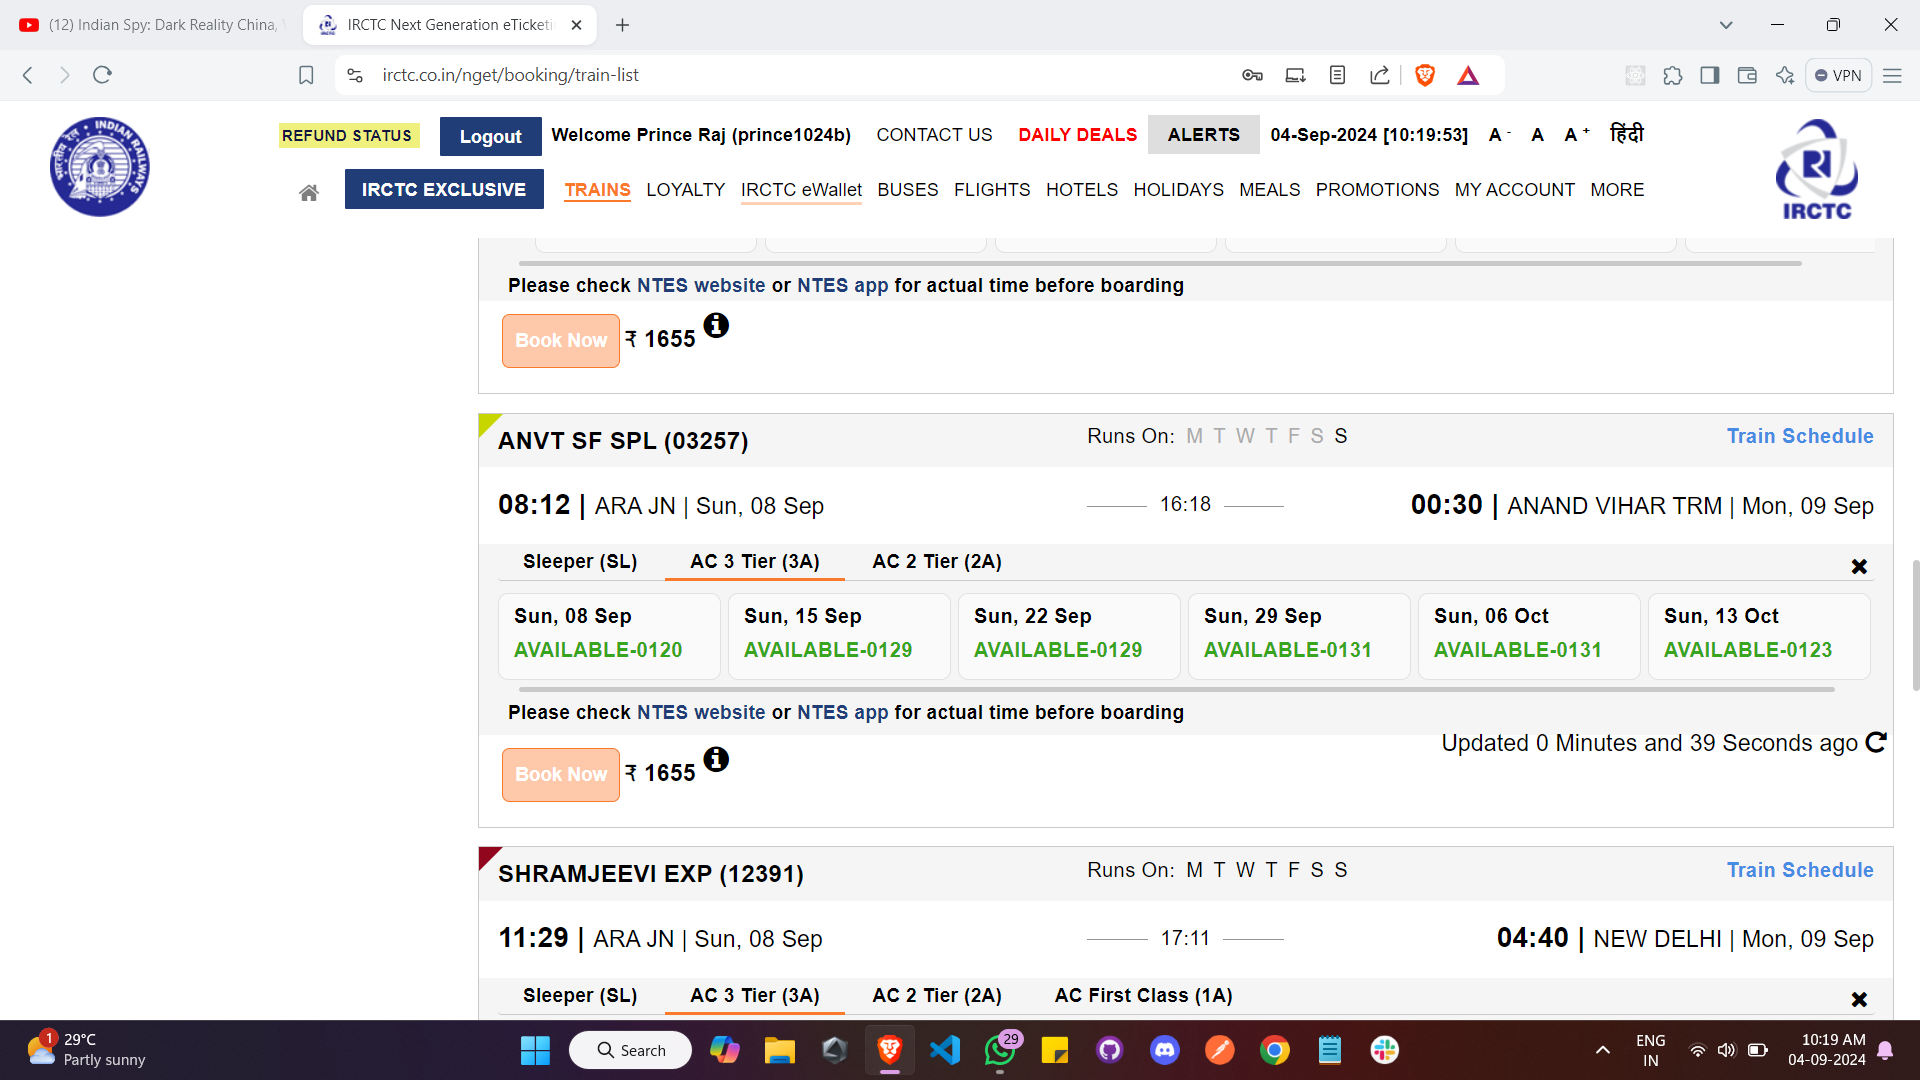 (12) Indian Spy: Dark Reality China,
IRCTC Next Generation eTicketi
irctc.co.in/nget/booking/train-list
VPN
REFUND STATUS
Logout
Welcome Prince Raj (prince1024b)
CONTACT US
DAILY DEALS
ALERTS
04-Sep-2024 [10:19:53]
A -
A
A +
हिंदी
INDIAN RAILWAYS
भारतीय रेल
IRCTC EXCLUSIVE
TRAINS
LOYALTY
IRCTC eWallet
BUSES
FLIGHTS
HOTELS
HOLIDAYS
MEALS
PROMOTIONS
MY ACCOUNT
MORE
IRCTC
Please check NTES website or NTES app for actual time before boarding
Book Now ₹ 1655
ANVT SF SPL (03257)
Runs On: M T W T F S S
Train Schedule
08:12 | ARA JN | Sun, 08 Sep
16:18
00:30 | ANAND VIHAR TRM | Mon, 09 Sep
Sleeper (SL)
AC 3 Tier (3A)
AC 2 Tier (2A)
Sun, 08 Sep
AVAILABLE-0120
Sun, 15 Sep
AVAILABLE-0129
Sun, 22 Sep
AVAILABLE-0129
Sun, 29 Sep
AVAILABLE-0131
Sun, 06 Oct
AVAILABLE-0131
Sun, 13 Oct
AVAILABLE-0123
Please check NTES website or NTES app for actual time before boarding
Updated 0 Minutes and 39 Seconds ago
Book Now ₹ 1655
SHRAMJEEVI EXP (12391)
Runs On: M T W T F S S
Train Schedule
11:29 | ARA JN | Sun, 08 Sep
17:11
04:40 | NEW DELHI | Mon, 09 Sep
Sleeper (SL)
AC 3 Tier (3A)
AC 2 Tier (2A)
AC First Class (1A)
1
29°C
Partly sunny
Search
29
ENG
IN
10:19 AM
04-09-2024